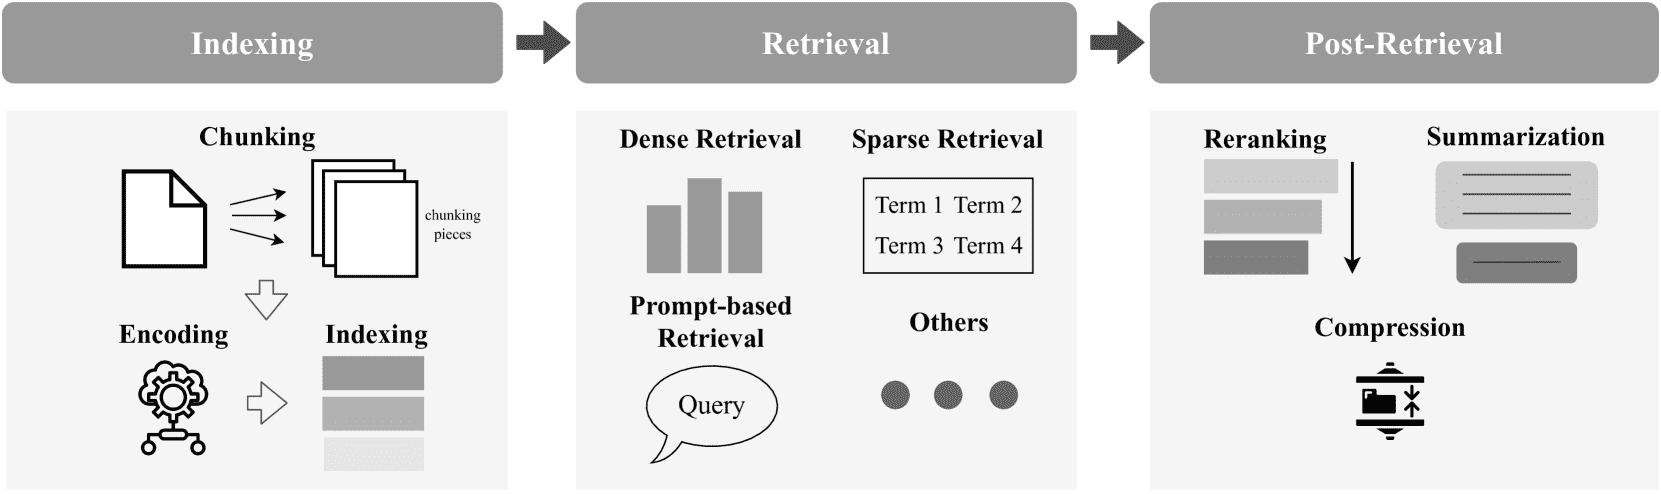 Indexing
Retrieval
Post-Retrieval
Chunking
chunking
pieces
Encoding
Indexing
Dense Retrieval
Sparse Retrieval
Term 1 Term 2
Term 3 Term 4
Prompt-based
Retrieval
Query
Others
Reranking
Summarization
Compression